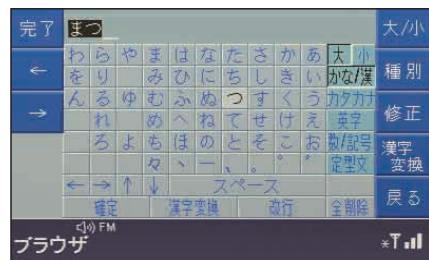 完了 まつ 大/小
わ ら や ま は な た さ か あ 大 小
← を り み ひ に ち し き い かな/漢 種別
ん る ゆ む ふ ぬ つ す く う カタカナ
→ れ め へ ね て せ け え 英字 修正
ろ よ も ほ の と そ こ お 数/記号 漢字
々 丶 ー 、 。 ゛ ゜ 定型文 変換
← → ↑ ↓ スペース
確定 漢字変換 改行 全削除 戻る
FM
ブラウザ